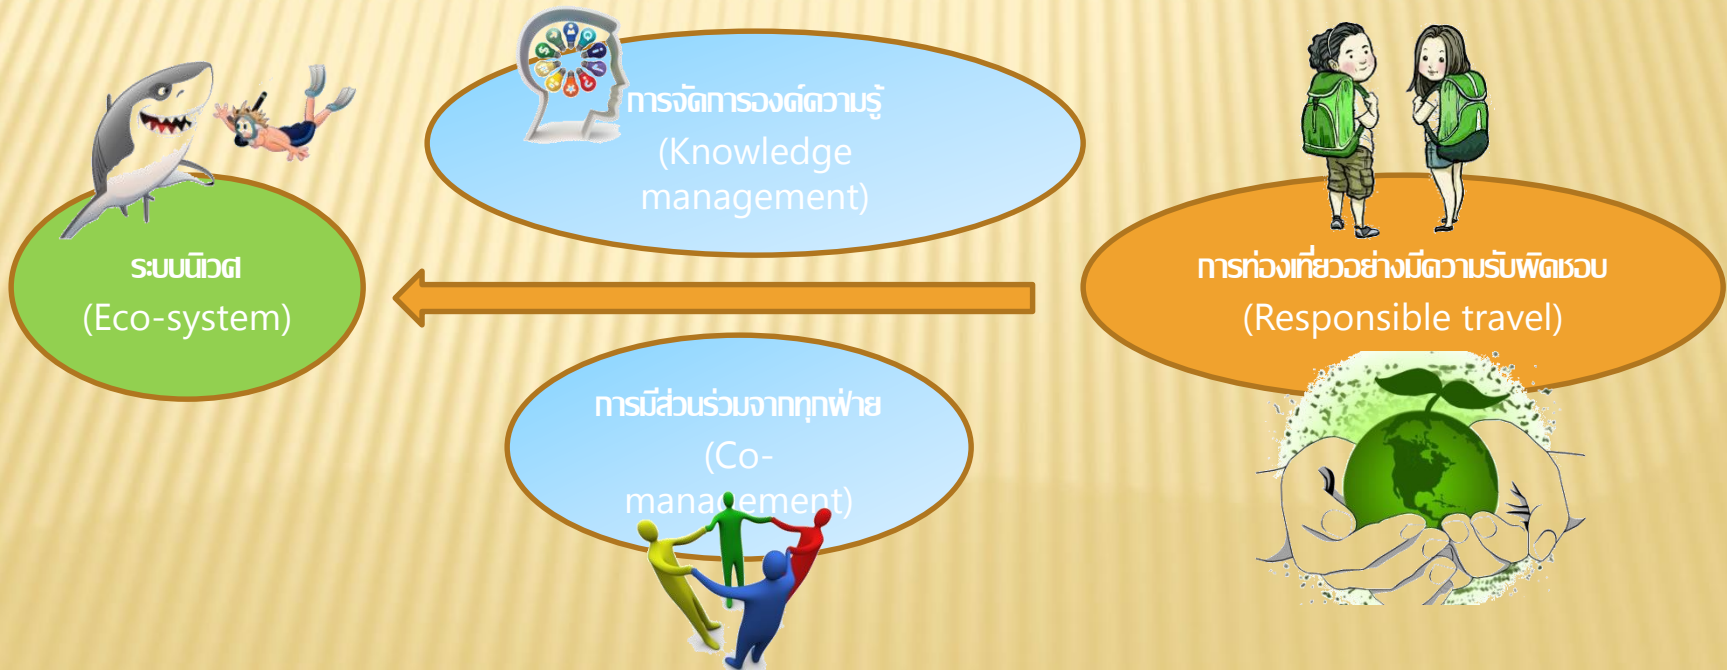 การจัดการองค์ความรู้
(Knowledge
management)
ระบบนิเวศ
(Eco-system)
การท่องเที่ยวอย่างมีความรับผิดชอบ
(Responsible travel)
การมีส่วนร่วมจากทุกฝ่าย
(Co-
management)